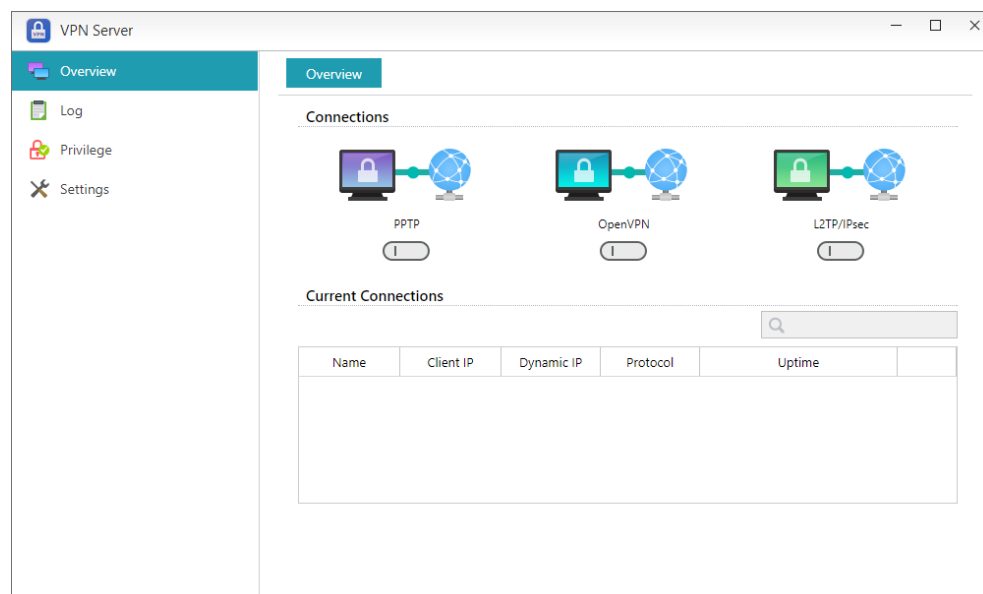 VPN Server
Overview
Log
Privilege
Settings
Overview
Connections
PPTP OpenVPN L2TP/IPsec
Current Connections
Name Client IP Dynamic IP Protocol Uptime